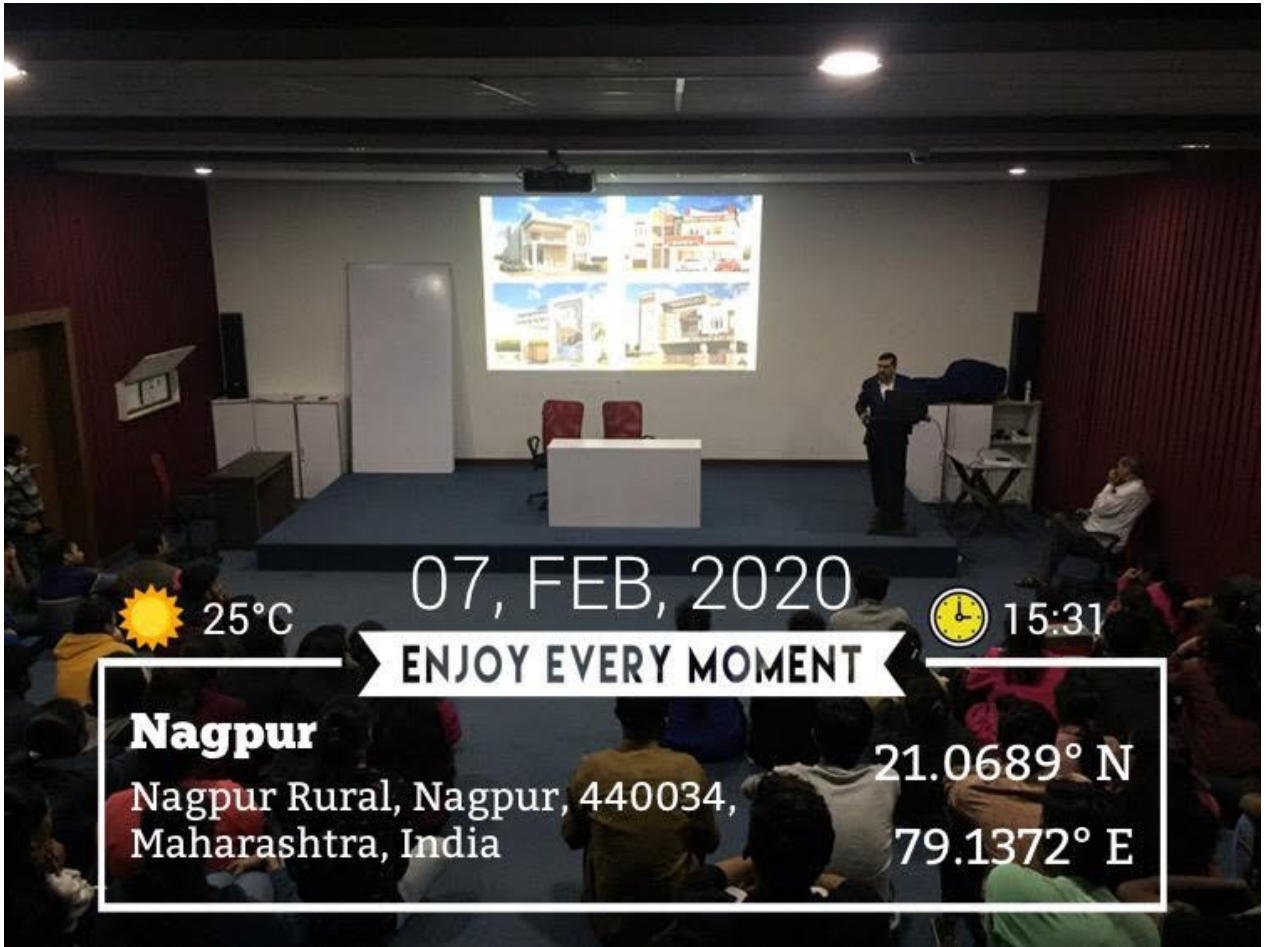 07, FEB, 2020
25°C
15:31
ENJOY EVERY MOMENT
Nagpur
Nagpur Rural, Nagpur, 440034,
Maharashtra, India
21.0689° N
79.1372° E